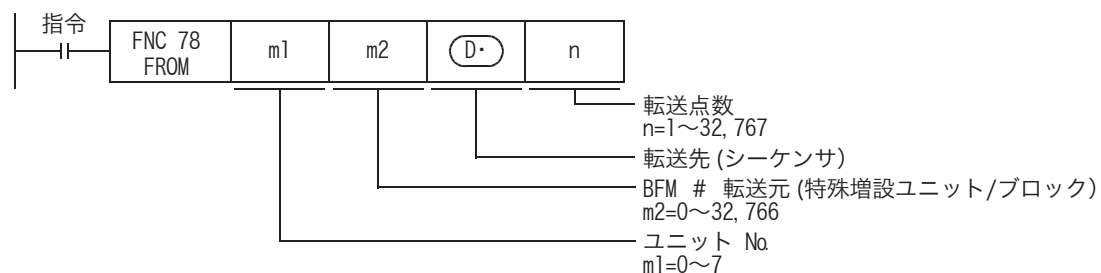 指令
FNC 78
FROM
m1
m2
D·
n
転送点数
n=1～32,767
転送先(シーケンサ)
BFM # 転送元(特殊増設ユニット/ブロック)
m2=0～32,766
ユニット No.
m1=0～7